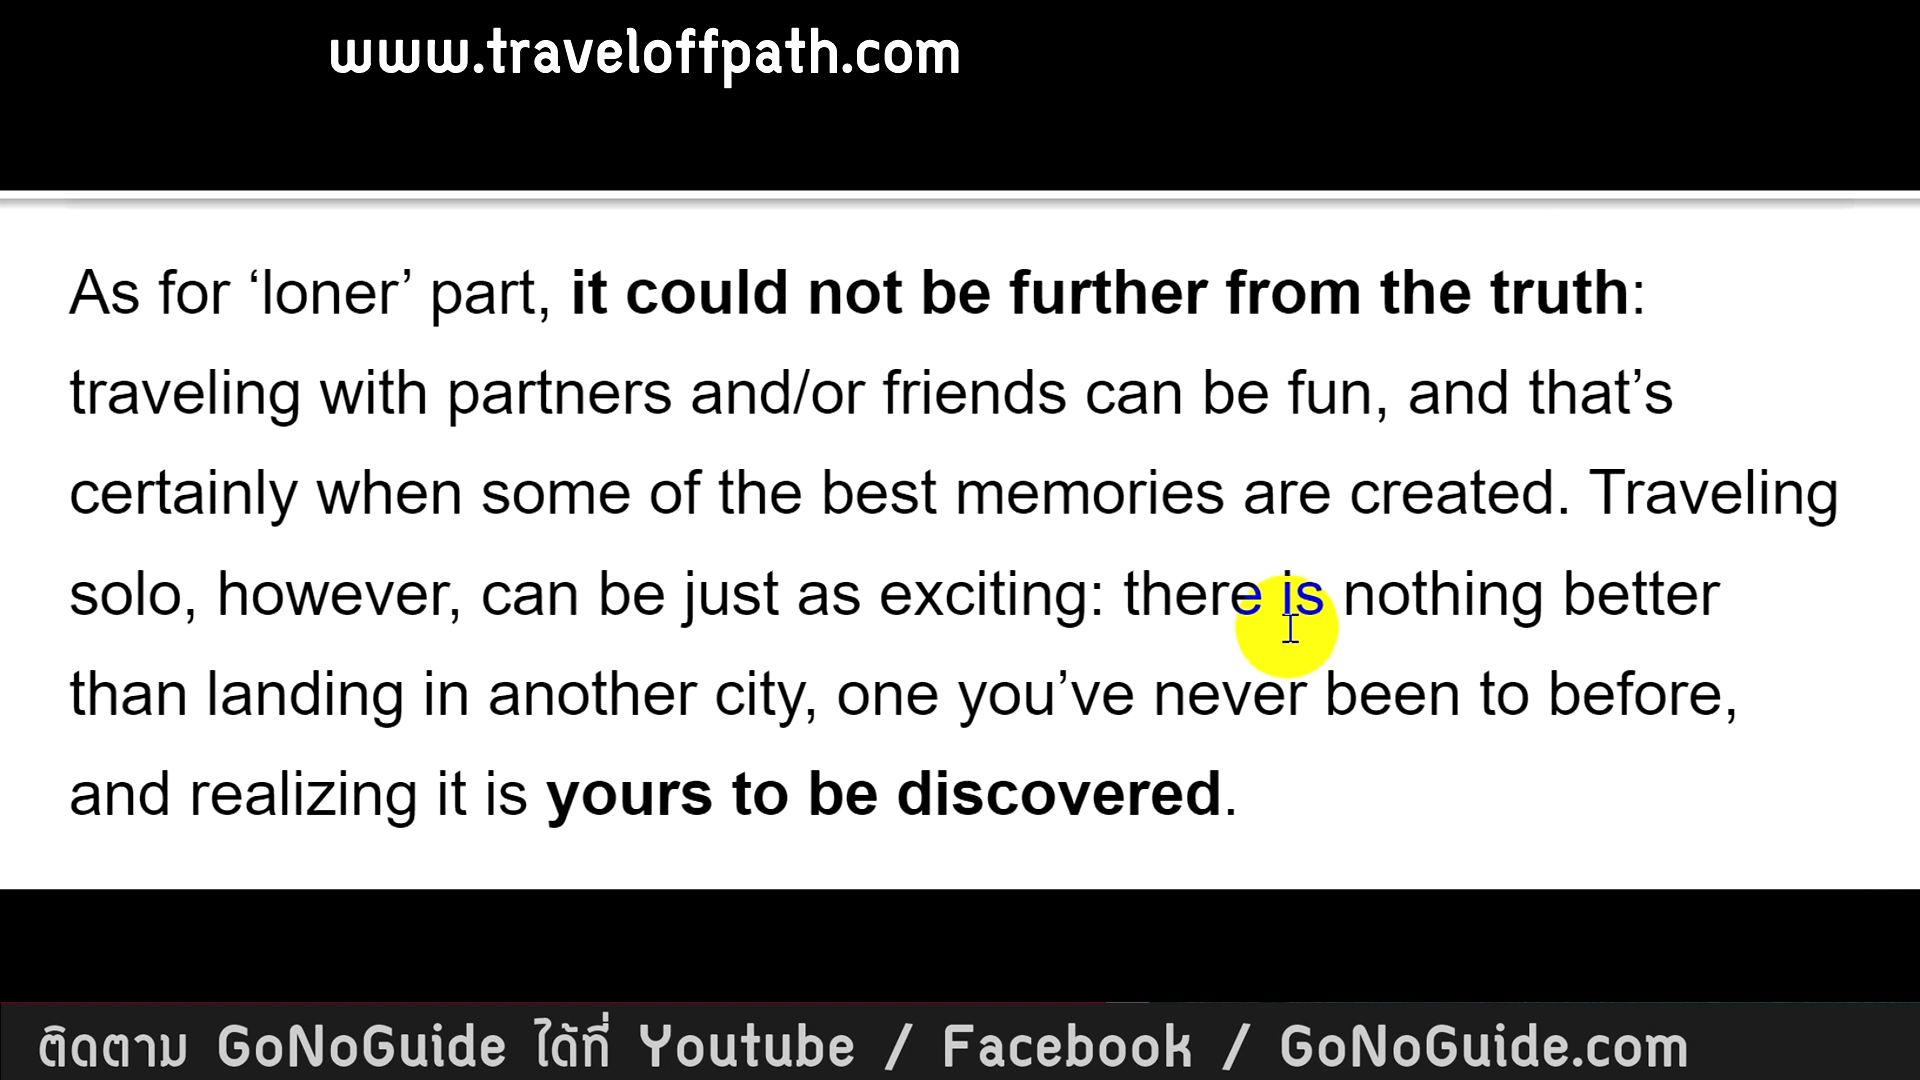 www.traveloffpath.com
As for ‘loner’ part, it could not be further from the truth:
traveling with partners and/or friends can be fun, and that’s
certainly when some of the best memories are created. Traveling
solo, however, can be just as exciting: there is nothing better
than landing in another city, one you’ve never been to before,
and realizing it is yours to be discovered.
ติดตาม GoNoGuide ได้ที่ Youtube / Facebook / GoNoGuide.com